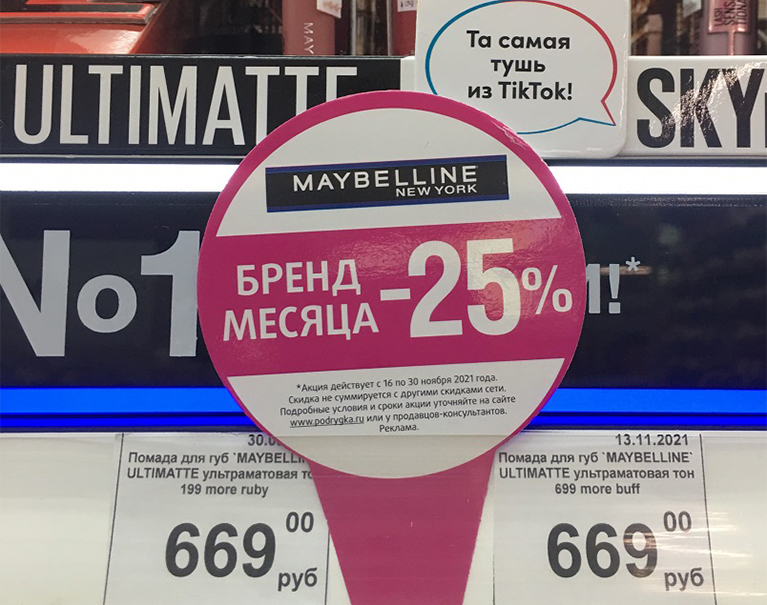 Та самая
тушь
из TikTok!
ULTIMATTE
SKY
MAYBELLINE
NEW YORK
№1
БРЕНД
МЕСЯЦА
-25%
!*
*Акция действует с 16 по 30 ноября 2021 года.
Скидка не суммируется с другими скидками сети.
Подробные условия и сроки акции уточняйте на сайте
www.podrygka.ru или у продавцов-консультантов.
Реклама.
Помада для губ `MAYBELLIN
ULTIMATTE ультраматовая то
199 more ruby
669 00
руб
13.11.2021
Помада для губ `MAYBELLINE`
ULTIMATTE ультраматовая тон
699 more buff
669 00
руб